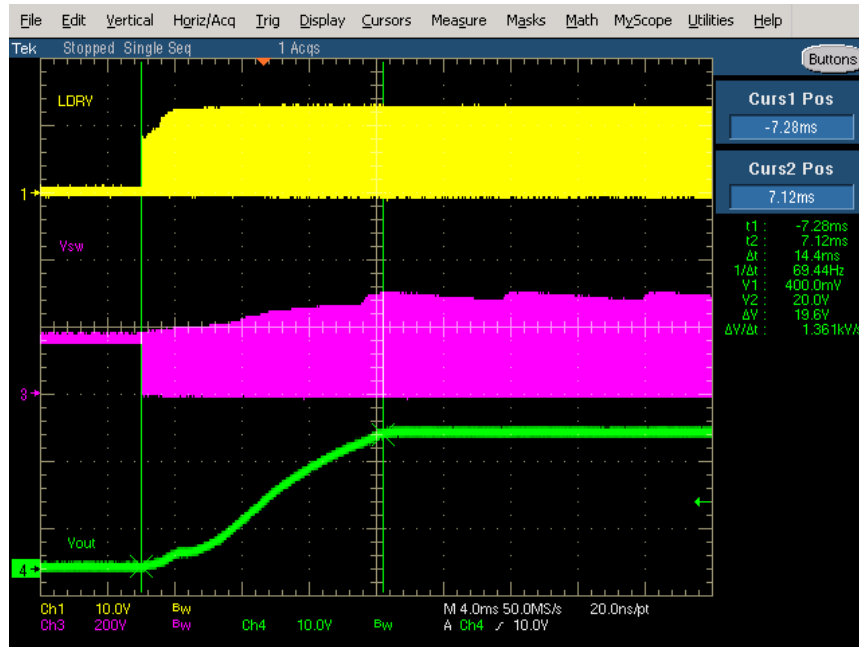 File Edit Vertical Horiz/Acq Trig Display Cursors Measure Masks Math MyScope Utilities Help
Tek Stopped Single Seq 1 Acqs
Buttons
LDRV
Curs1 Pos
-7.28ms
Curs2 Pos
7.12ms
1
Vsw
t1 : -7.28ms
t2 : 7.12ms
Δt : 14.4ms
1/Δt : 69.44Hz
V1 : 400.0mV
V2 : 20.0V
ΔV : 19.6V
ΔV/Δt : 1.361kV/s
3
Vout
4
Ch1 10.0V Bw M 4.0ms 50.0MS/s 20.0ns/pt
Ch3 200V Bw Ch4 10.0V Bw A Ch4 10.0V